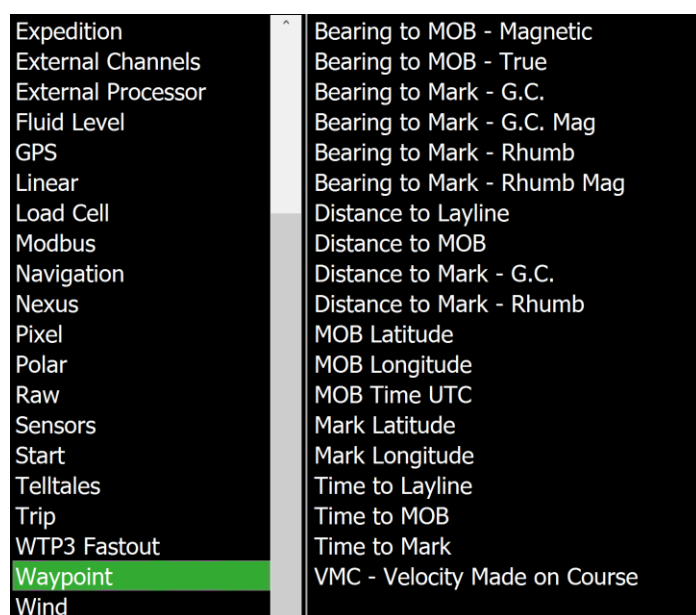 Expedition
External Channels
External Processor
Fluid Level
GPS
Linear
Load Cell
Modbus
Navigation
Nexus
Pixel
Polar
Raw
Sensors
Start
Telltales
Trip
WTP3 Fastout
Waypoint
Wind
Bearing to MOB - Magnetic
Bearing to MOB - True
Bearing to Mark - G.C.
Bearing to Mark - G.C. Mag
Bearing to Mark - Rhumb
Bearing to Mark - Rhumb Mag
Distance to Layline
Distance to MOB
Distance to Mark - G.C.
Distance to Mark - Rhumb
MOB Latitude
MOB Longitude
MOB Time UTC
Mark Latitude
Mark Longitude
Time to Layline
Time to MOB
Time to Mark
VMC - Velocity Made on Course